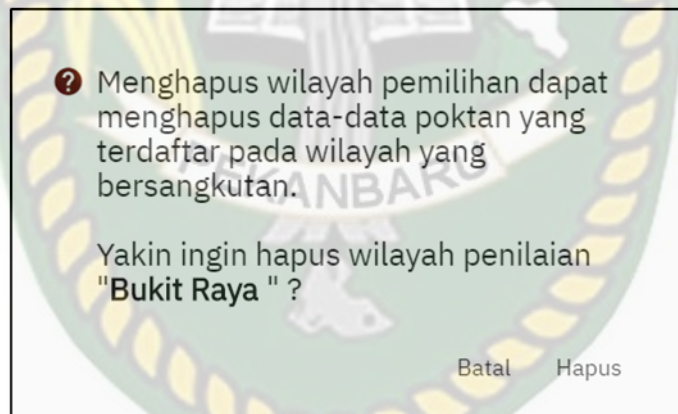 Menghapus wilayah pemilihan dapat
menghapus data-data poktan yang
terdaftar pada wilayah yang
bersangkutan.
PEKANBARU
Yakin ingin hapus wilayah penilaian
"Bukit Raya " ?
Batal Hapus